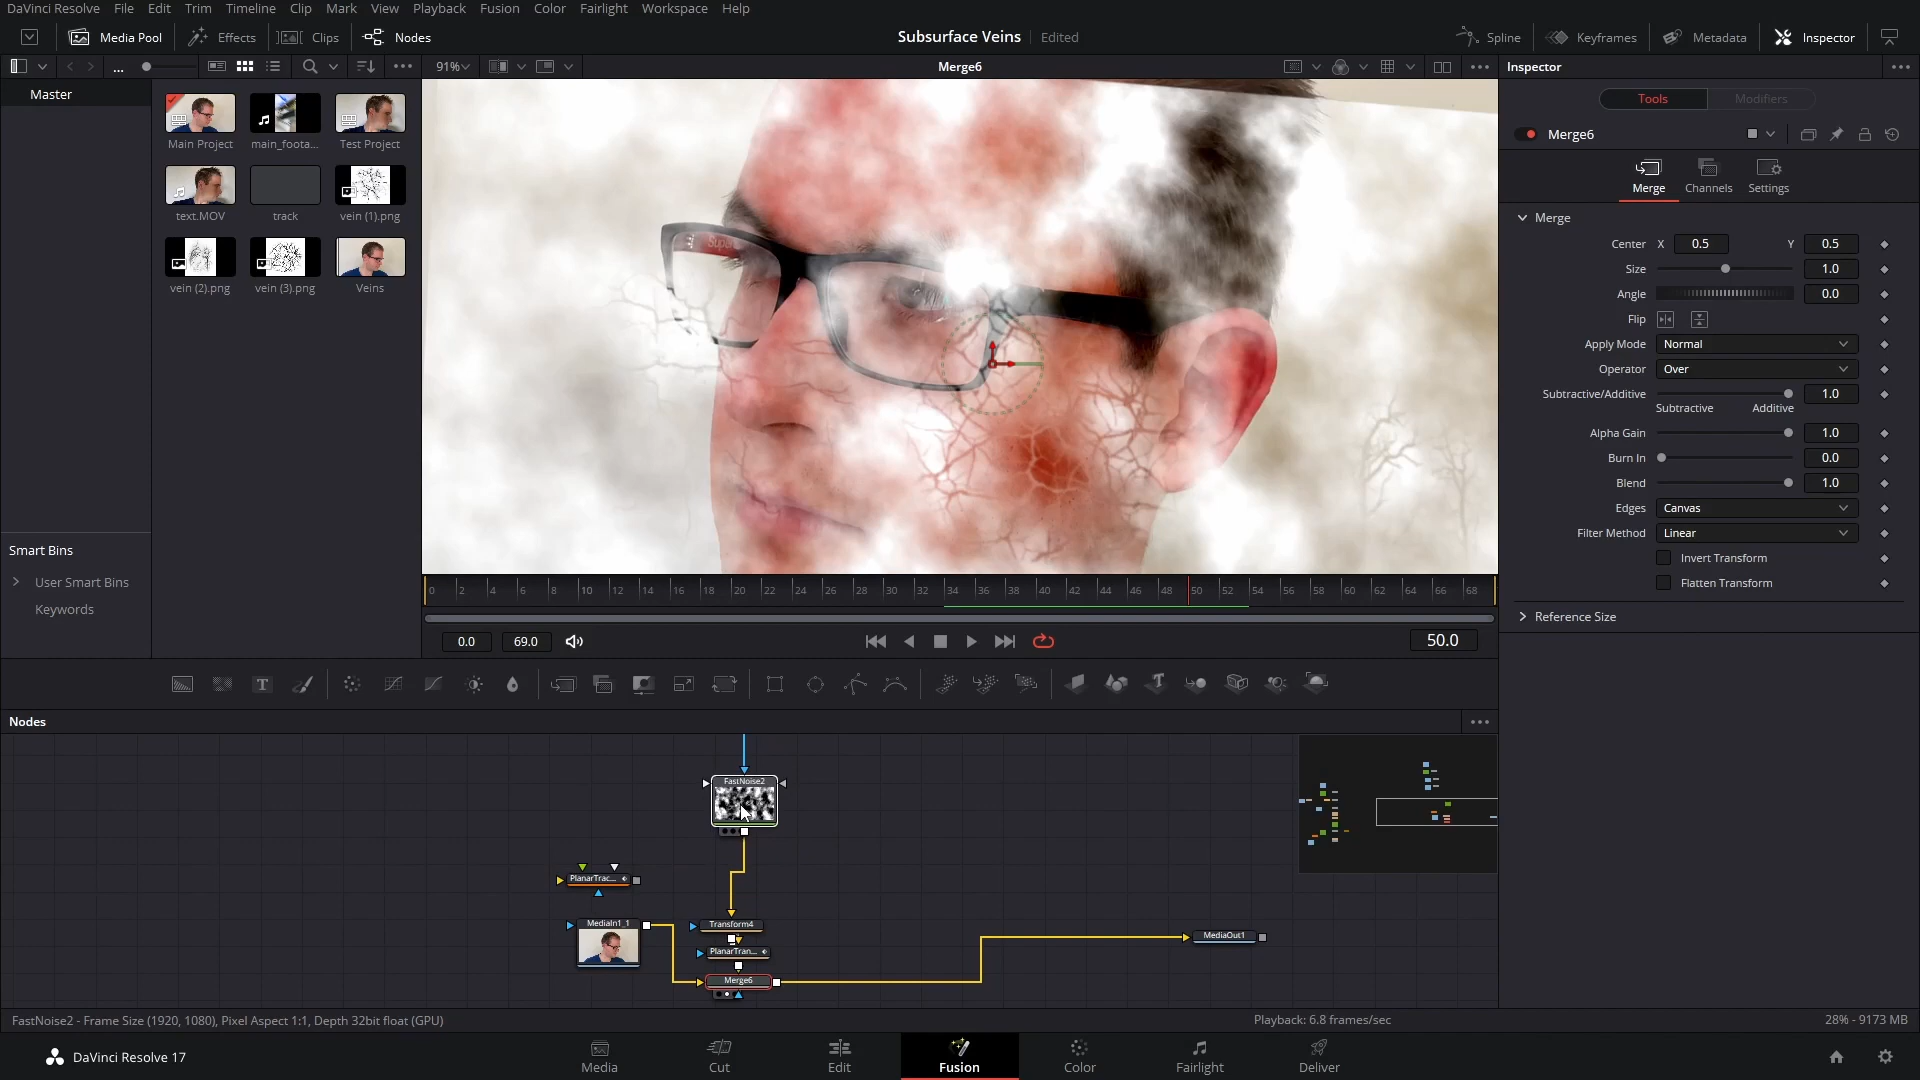 DaVinci Resolve File Edit Trim Timeline Clip Mark View Playback Fusion Color Fairlight Workspace Help
Media Pool Effects Clips Nodes Subsurface Veins Edited Spline Keyframes Metadata Inspector
... 91% Merge6 Inspector
Master
Main Project main_foota... Test Project
text.MOV track vein (1).png
vein (2).png vein (3).png Veins
Smart Bins
User Smart Bins
Keywords
Tools Modifiers
Merge6
Merge Channels Settings
Merge
Center X 0.5 Y 0.5
Size 1.0
Angle 0.0
Flip
Apply Mode Normal
Operator Over
Subtractive/Additive 1.0
Subtractive Additive
Alpha Gain 1.0
Burn In 0.0
Blend 1.0
Edges Canvas
Filter Method Linear
Invert Transform
Flatten Transform
Reference Size
0 2 4 6 8 10 12 14 16 18 20 22 24 26 28 30 32 34 36 38 40 42 44 46 48 50 52 54 56 58 60 62 64 66 68
0.0 69.0 50.0
T
Nodes
FastNoise2
PlanarTrac...
MediaIn1_1
Transform4
PlanarTran...
Merge6
MediaOut1
FastNoise2 - Frame Size (1920, 1080), Pixel Aspect 1:1, Depth 32bit float (GPU) Playback: 6.8 frames/sec 28% - 9173 MB
DaVinci Resolve 17 Media Cut Edit Fusion Color Fairlight Deliver